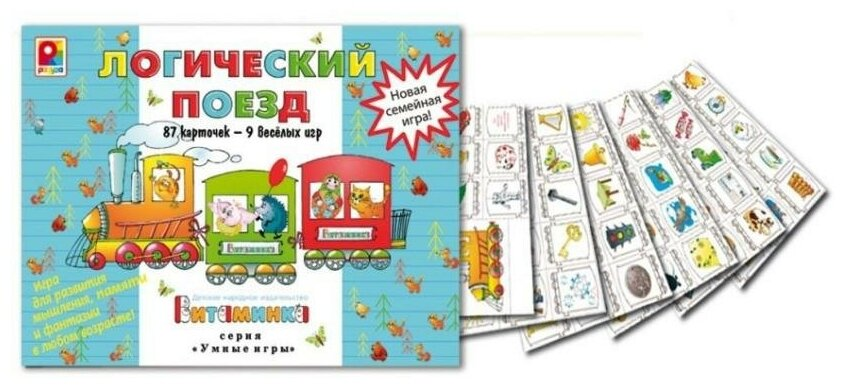 радуга
ЛОГИЧЕСКИЙ
ПОЕЗД
87 карточек – 9 весёлых игр
Новая
семейная
игра!
Витаминка
Витаминка
Игра
для развития
мышления, памяти
и фантазии
в любом возрасте!
Детское народное издательство
Витаминка
серия
«Умные игры»